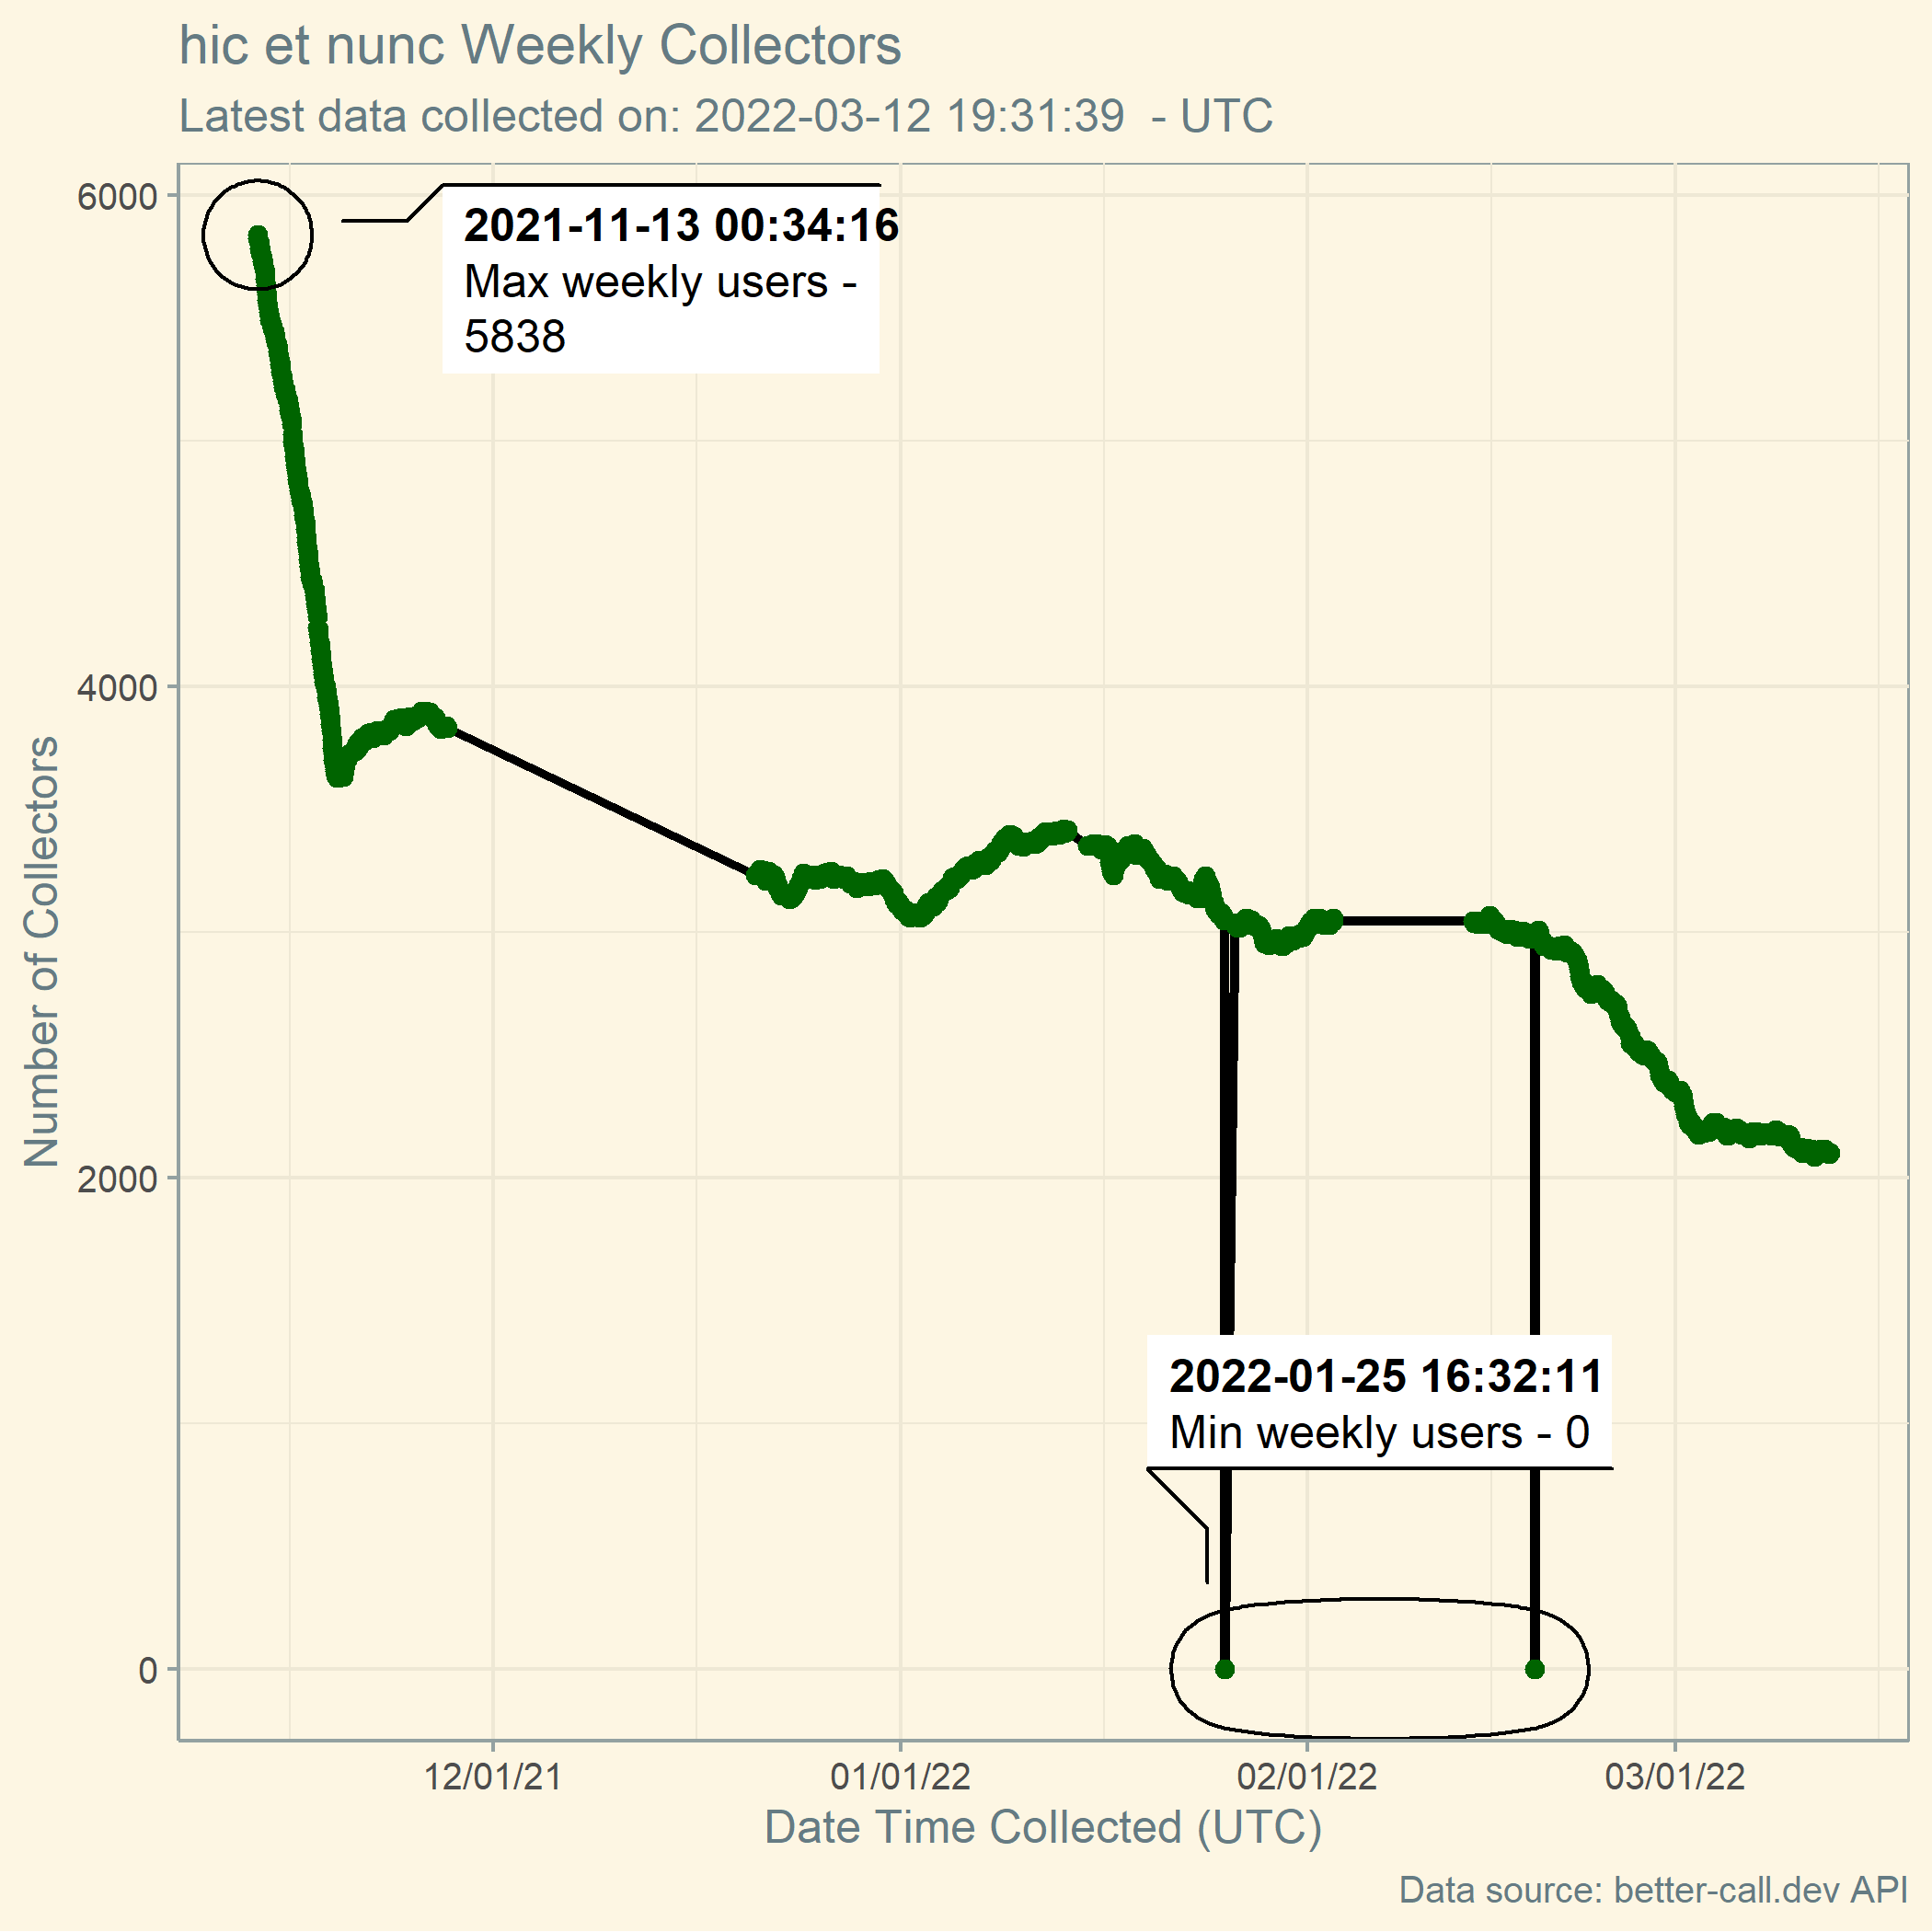 hic et nunc Weekly Collectors
Latest data collected on: 2022-03-12 19:31:39  - UTC
6000
4000
2000
0
Number of Collectors
2021-11-13 00:34:16
Max weekly users -
5838
2022-01-25 16:32:11
Min weekly users - 0
12/01/21
01/01/22
02/01/22
03/01/22
Date Time Collected (UTC)
Data source: better-call.dev API